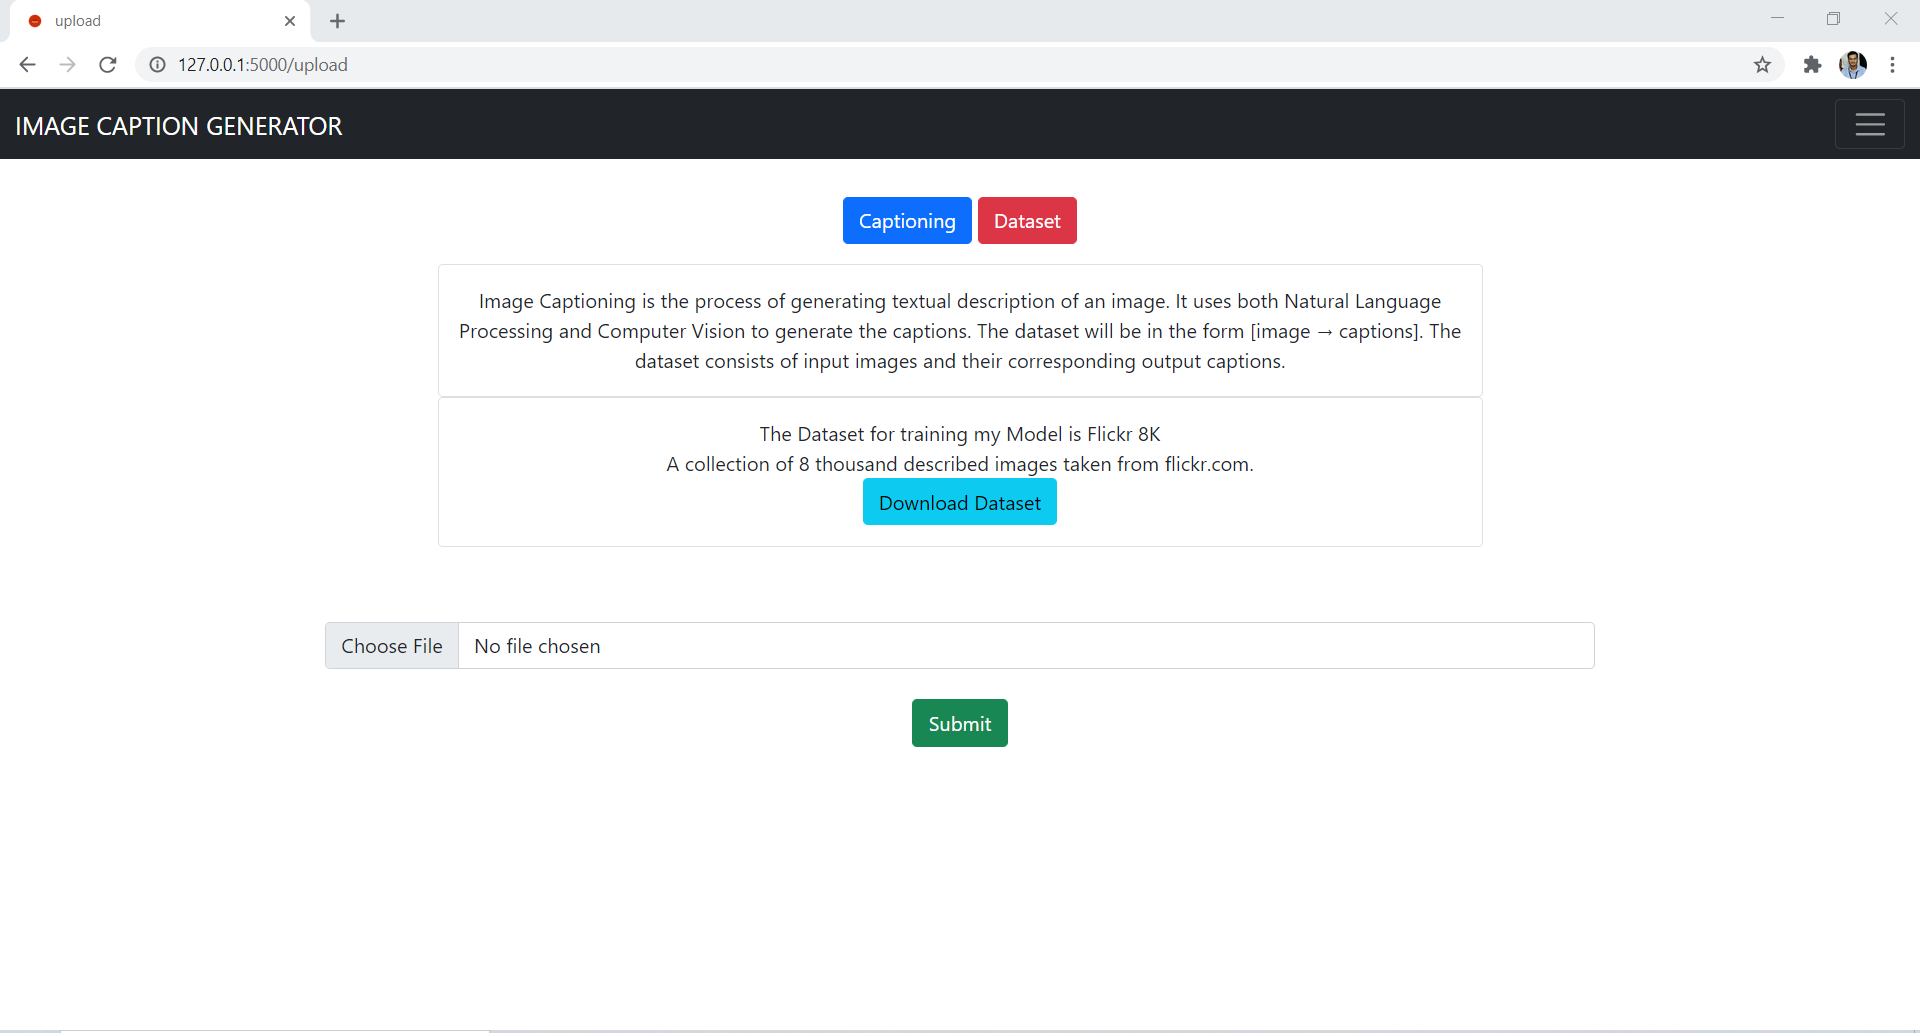 upload
127.0.0.1:5000/upload
IMAGE CAPTION GENERATOR
Captioning Dataset
Image Captioning is the process of generating textual description of an image. It uses both Natural Language
Processing and Computer Vision to generate the captions. The dataset will be in the form [image → captions]. The
dataset consists of input images and their corresponding output captions.
The Dataset for training my Model is Flickr 8K
A collection of 8 thousand described images taken from flickr.com.
Download Dataset
Choose File No file chosen
Submit